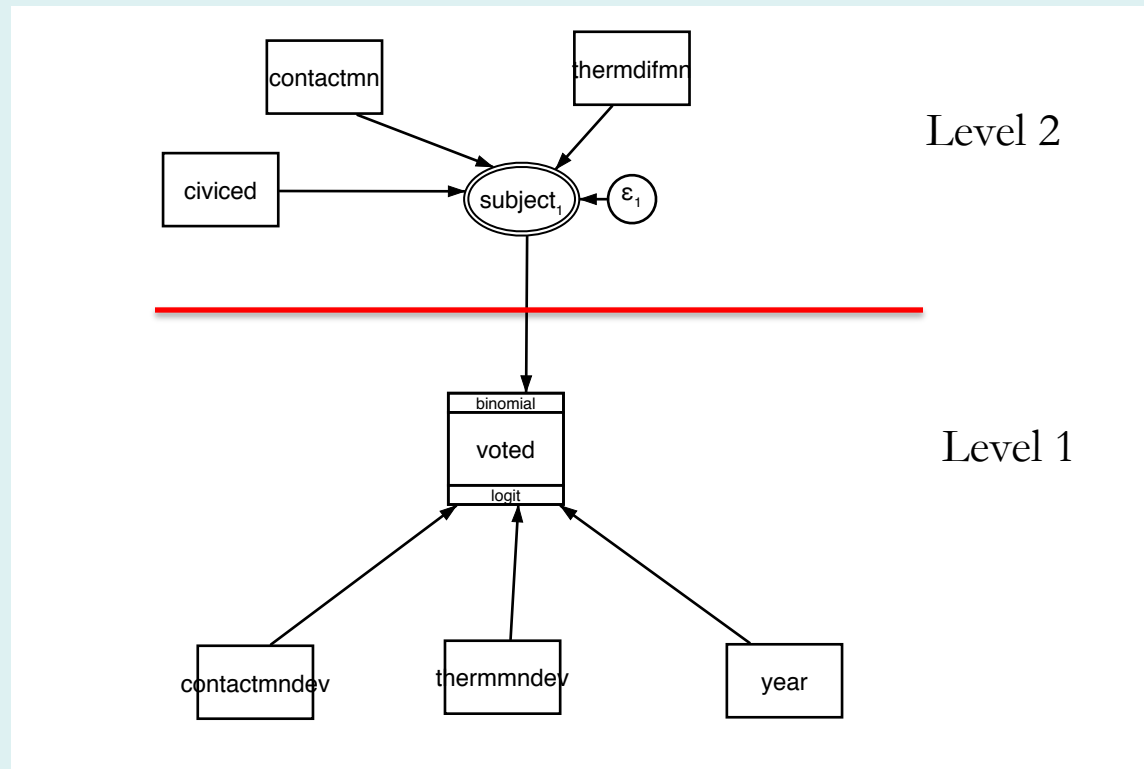 contactmn
thermdifmn
Level 2
civiced
subject₁
ε₁
binomial
voted
Level 1
logit
contactmndev
thermmndev
year